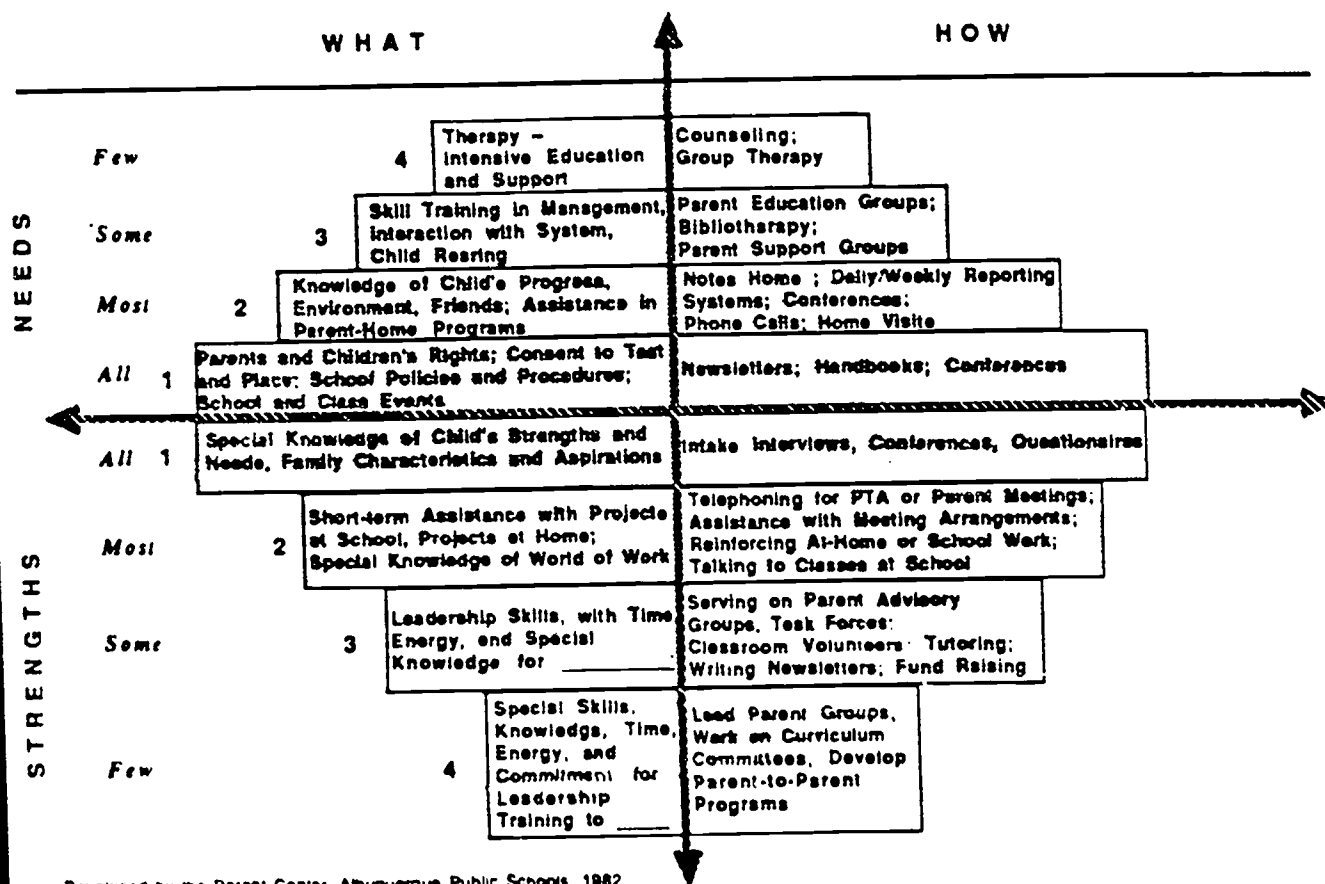 WHAT
HOW
NEEDS
Few
4
Therapy –
Intensive Education
and Support
Counseling;
Group Therapy
Some
3
Skill Training in Management,
Interaction with System,
Child Rearing
Parent Education Groups;
Bibliotherapy;
Parent Support Groups
Most
2
Knowledge of Child's Progress,
Environment, Friends; Assistance in
Parent-Home Programs
Notes Home ; Daily/Weekly Reporting
Systems; Conferences;
Phone Calls; Home Visits
All
1
Parents and Children's Rights; Consent to Test
and Place; School Policies and Procedures;
School and Class Events
Newsletters; Handbooks; Conferences
STRENGTHS
All
1
Special Knowledge of Child's Strengths and
Needs, Family Characteristics and Aspirations
Intake Interviews, Conferences, Questionaires
Most
2
Short-term Assistance with Projects
at School, Projects at Home;
Special Knowledge of World of Work
Telephoning for PTA or Parent Meetings;
Assistance with Meeting Arrangements;
Reinforcing At-Home or School Work;
Talking to Classes at School
Some
3
Leadership Skills, with Time
Energy, and Special
Knowledge for ________
Serving on Parent Advisory
Groups, Task Forces;
Classroom Volunteers Tutoring;
Writing Newsletters; Fund Raising
Few
4
Special Skills,
Knowledge, Time,
Energy, and
Commitment for
Leadership
Training to ____
Lead Parent Groups,
Work on Curriculum
Committees, Develop
Parent-to-Parent
Programs
Developed by the Parent Center, Albuquerque Public Schools, 1982